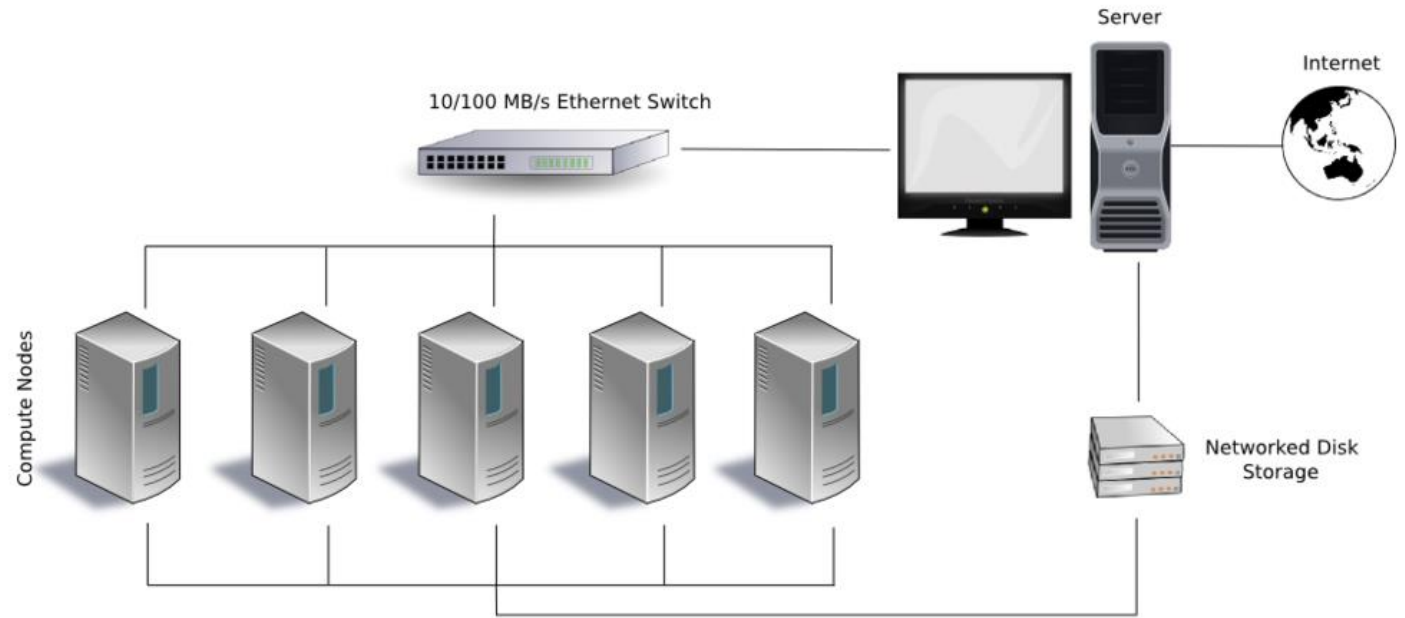 Server
Internet
10/100 MB/s Ethernet Switch
Compute Nodes
Networked Disk
Storage